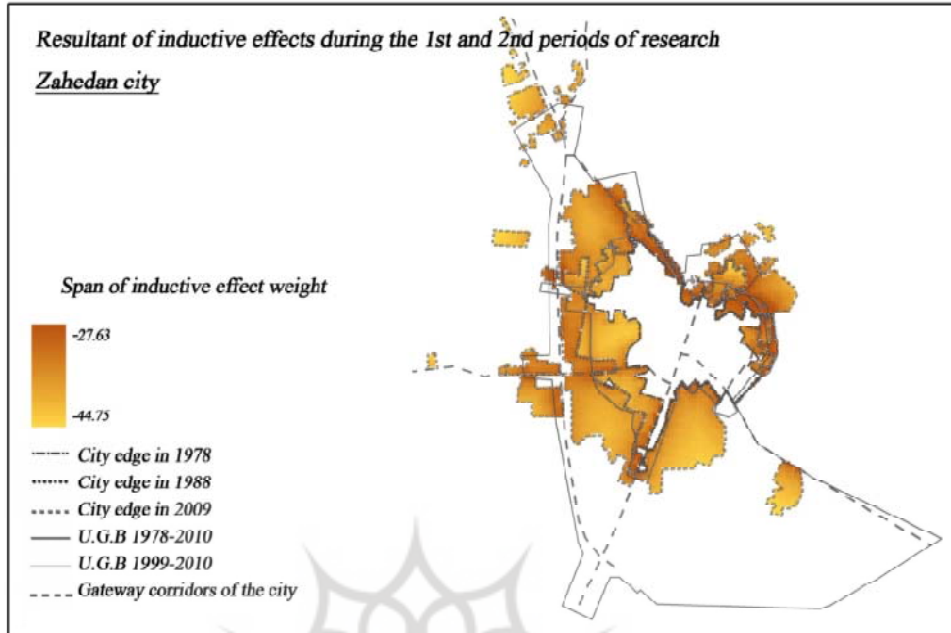 Resultant of inductive effects during the 1st and 2nd periods of research
Zahedan city
Span of inductive effect weight
-27.63
-44.75
City edge in 1978
City edge in 1988
City edge in 2009
U.G.B 1978-2010
U.G.B 1999-2010
Gateway corridors of the city